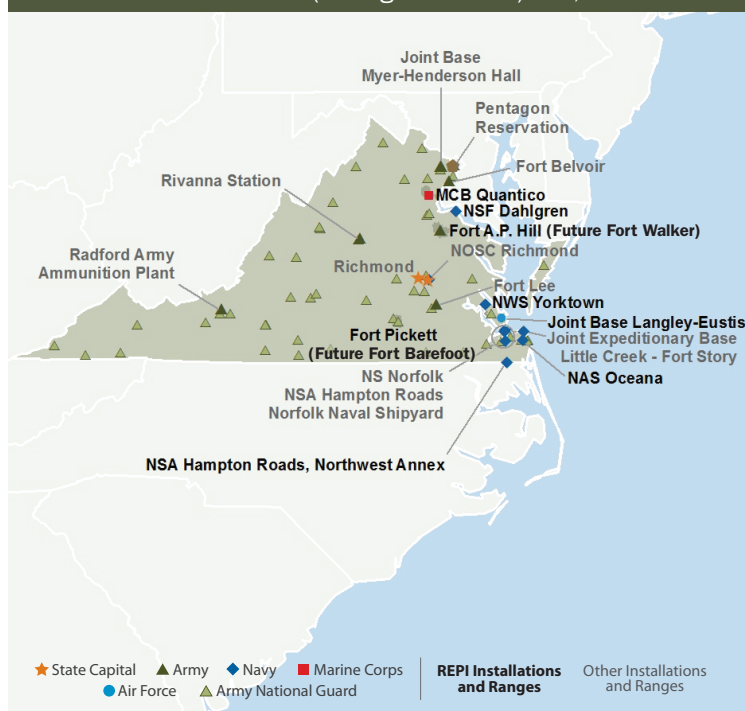 Joint Base
Myer-Henderson Hall
Pentagon
Reservation
Fort Belvoir
Rivanna Station
MCB Quantico
NSF Dahlgren
Fort A.P. Hill (Future Fort Walker)
NOSC Richmond
Richmond
Radford Army
Ammunition Plant
Fort Lee
NWS Yorktown
Joint Base Langley-Eustis
Fort Pickett
(Future Fort Barefoot)
Joint Expeditionary Base
Little Creek - Fort Story
NS Norfolk
NSA Hampton Roads
Norfolk Naval Shipyard
NAS Oceana
NSA Hampton Roads, Northwest Annex
State Capital
Army
Navy
Marine Corps
Air Force
Army National Guard
REPI Installations
and Ranges
Other Installations
and Ranges